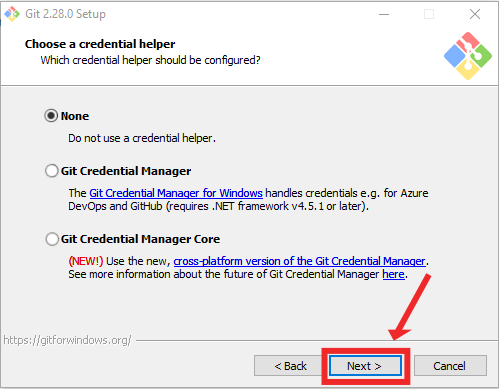 Git 2.28.0 Setup
Choose a credential helper
Which credential helper should be configured?
None
Do not use a credential helper.
Git Credential Manager
The Git Credential Manager for Windows handles credentials e.g. for Azure
DevOps and GitHub (requires .NET framework v4.5.1 or later).
Git Credential Manager Core
(NEW!) Use the new, cross-platform version of the Git Credential Manager.
See more information about the future of Git Credential Manager here.
https://gitforwindows.org/
< Back
Next >
Cancel